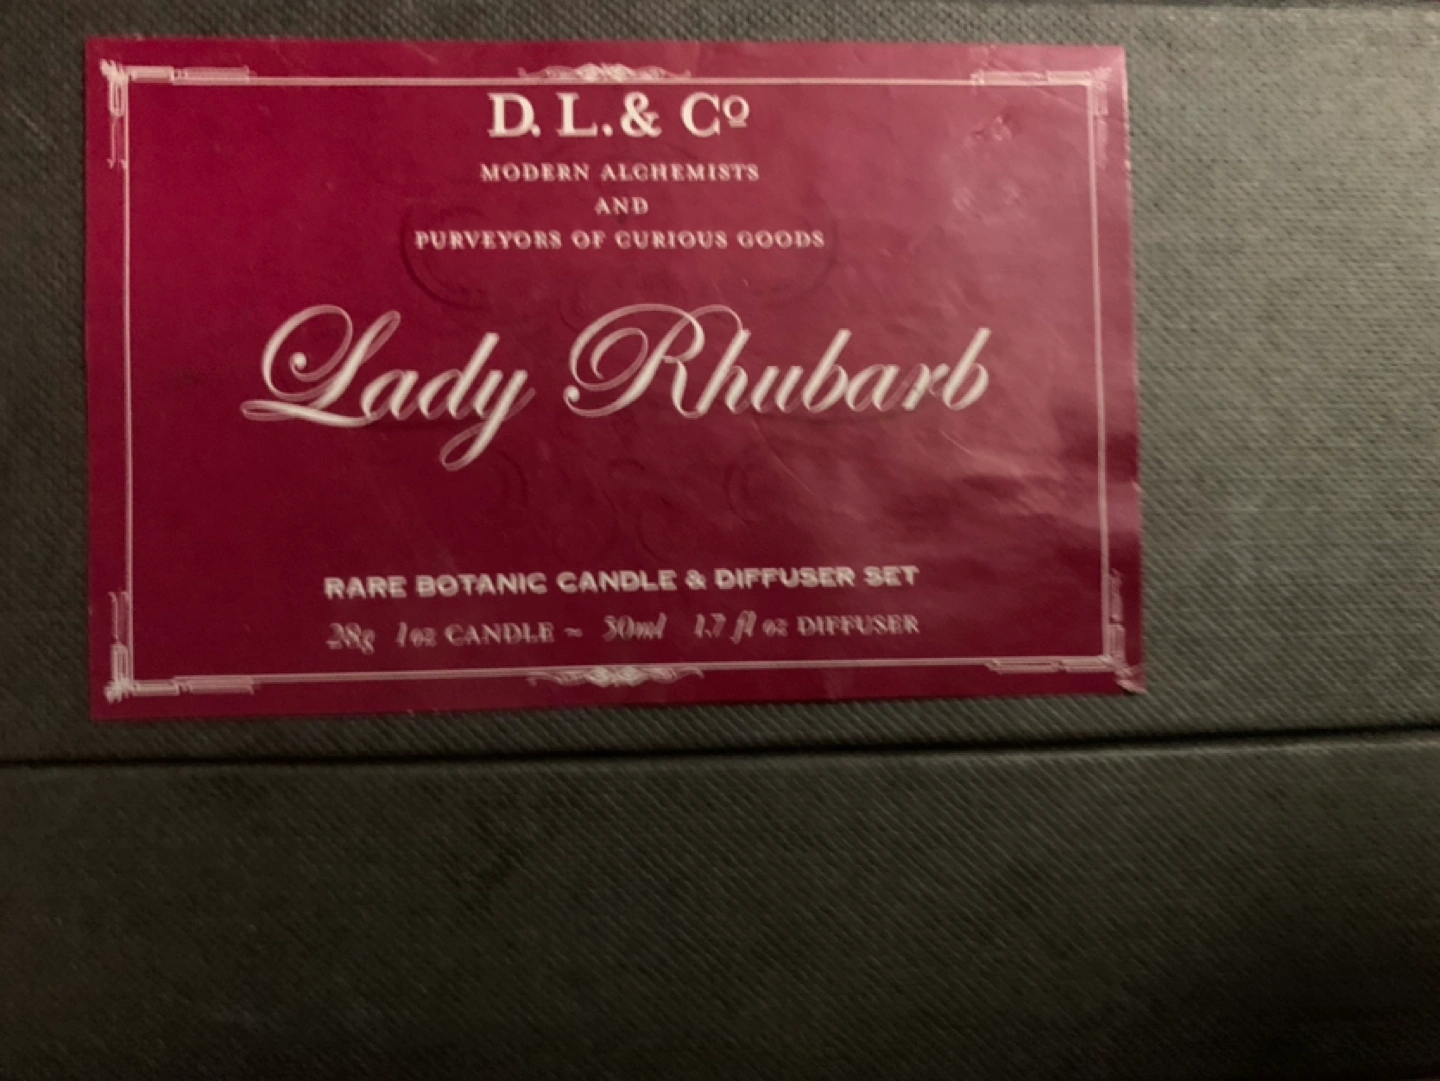 D. L. & Cº
MODERN ALCHEMISTS
AND
PURVEYORS OF CURIOUS GOODS
Lady Rhubarb
RARE BOTANIC CANDLE & DIFFUSER SET
28g 1oz CANDLE ~ 50ml 1.7 fl oz DIFFUSER